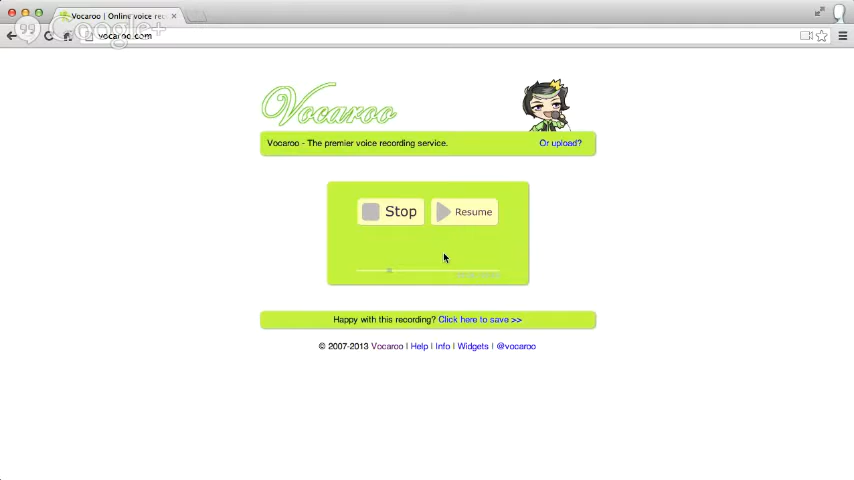 Vocaroo | Online voice rec
Google+
vocaroo.com
Vocaroo
Vocaroo - The premier voice recording service.
Or upload?
Stop
Resume
Happy with this recording? Click here to save >>
© 2007-2013 Vocaroo | Help | Info | Widgets | @vocaroo